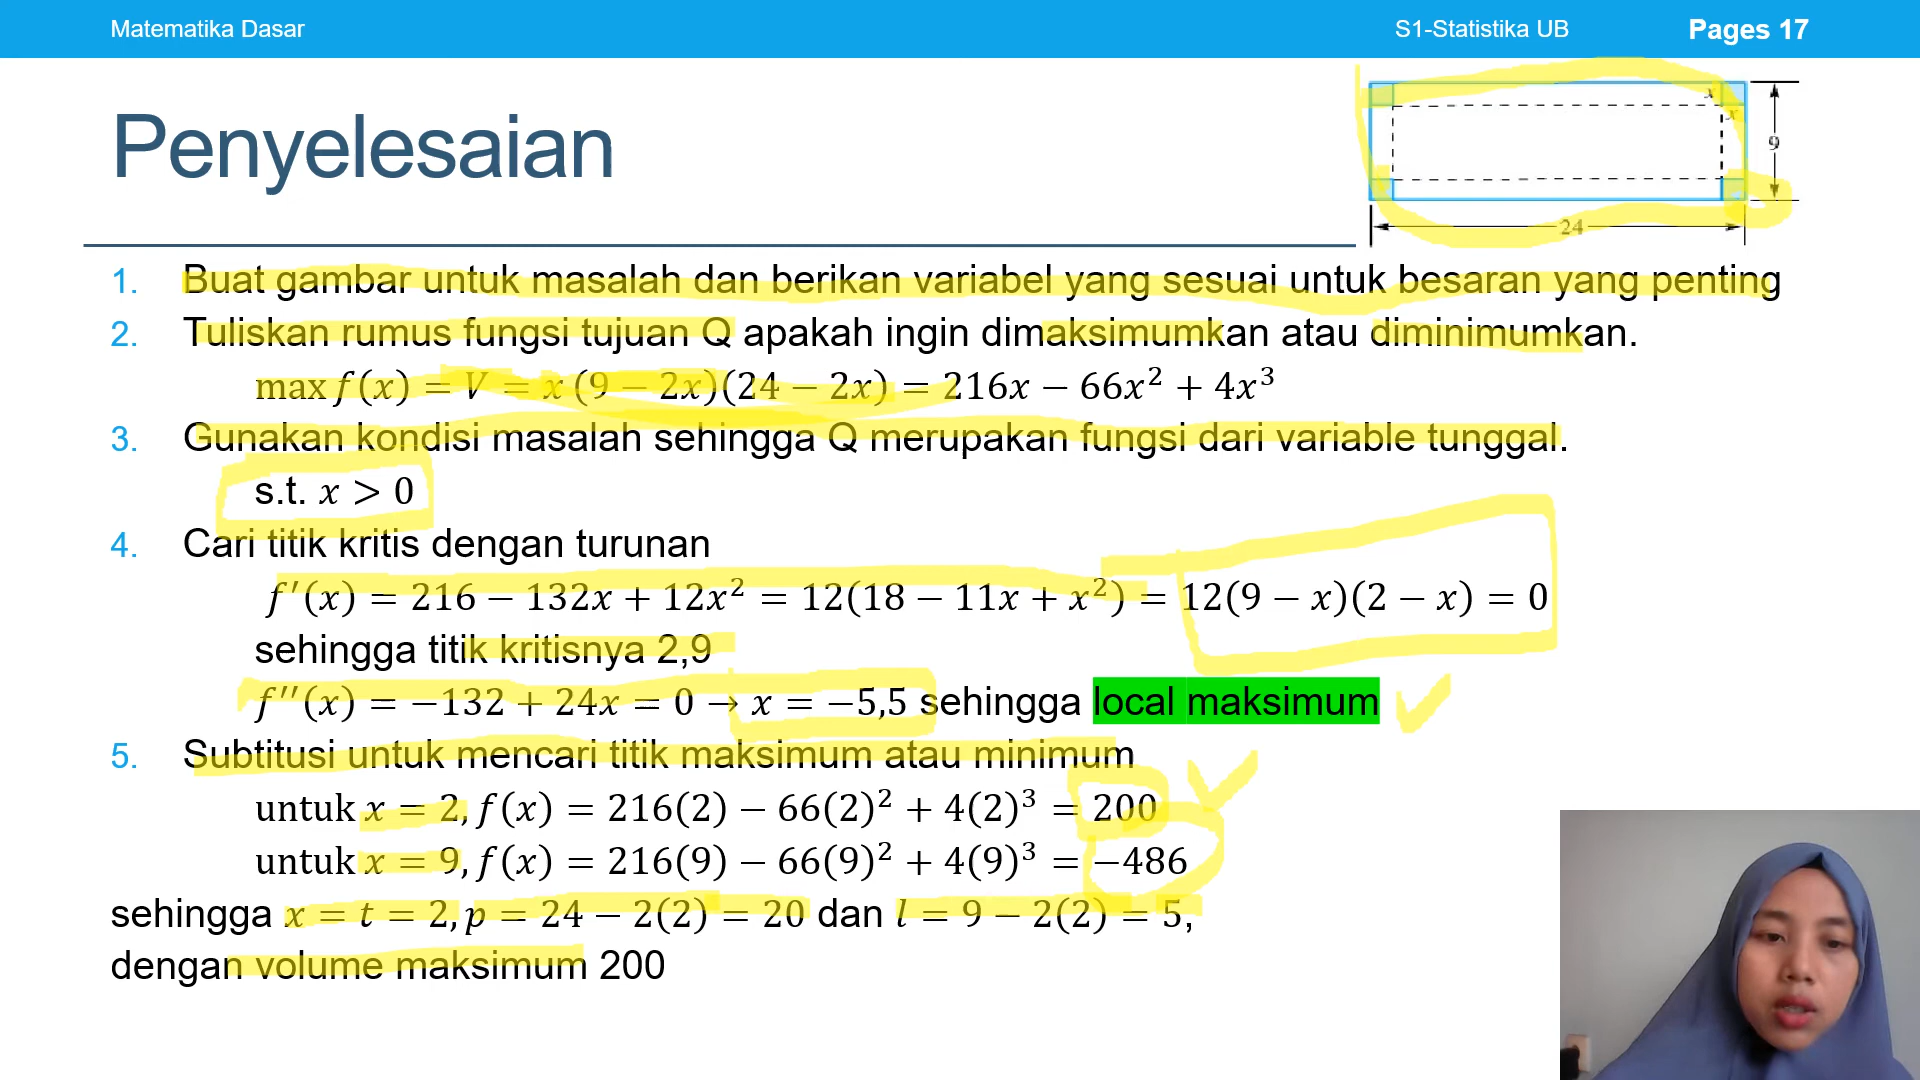 Matematika Dasar
S1-Statistika UB
Pages 17
Penyelesaian
x
x
9
24
1. Buat gambar untuk masalah dan berikan variabel yang sesuai untuk besaran yang penting
2. Tuliskan rumus fungsi tujuan Q apakah ingin dimaksimumkan atau diminimumkan.
max f(x) = V = x (9 − 2x)(24 − 2x) = 216x − 66x² + 4x³
3. Gunakan kondisi masalah sehingga Q merupakan fungsi dari variable tunggal.
s.t. x > 0
4. Cari titik kritis dengan turunan
f′(x) = 216 − 132x + 12x² = 12(18 − 11x + x²) = 12(9 − x)(2 − x) = 0
sehingga titik kritisnya 2,9
f′′(x) = −132 + 24x = 0 → x = −5,5 sehingga local maksimum
5. Subtitusi untuk mencari titik maksimum atau minimum
untuk x = 2, f(x) = 216(2) − 66(2)² + 4(2)³ = 200
untuk x = 9, f(x) = 216(9) − 66(9)² + 4(9)³ = −486
sehingga x = t = 2, p = 24 − 2(2) = 20 dan l = 9 − 2(2) = 5,
dengan volume maksimum 200